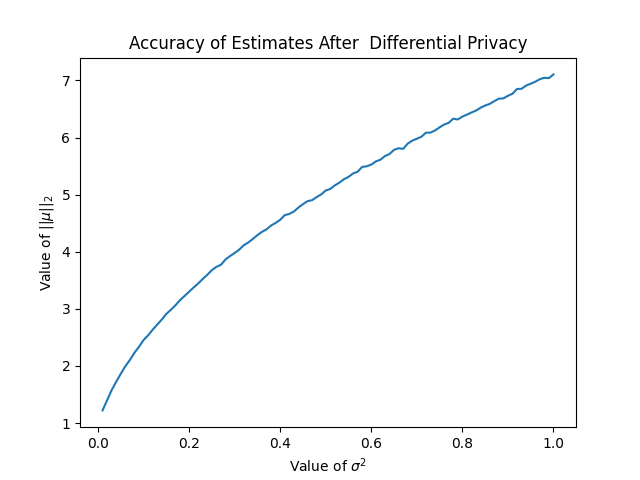 Accuracy of Estimates After  Differential Privacy
7
6
5
4
3
2
1
Value of ||μ||₂
0.0 0.2 0.4 0.6 0.8 1.0
Value of σ²